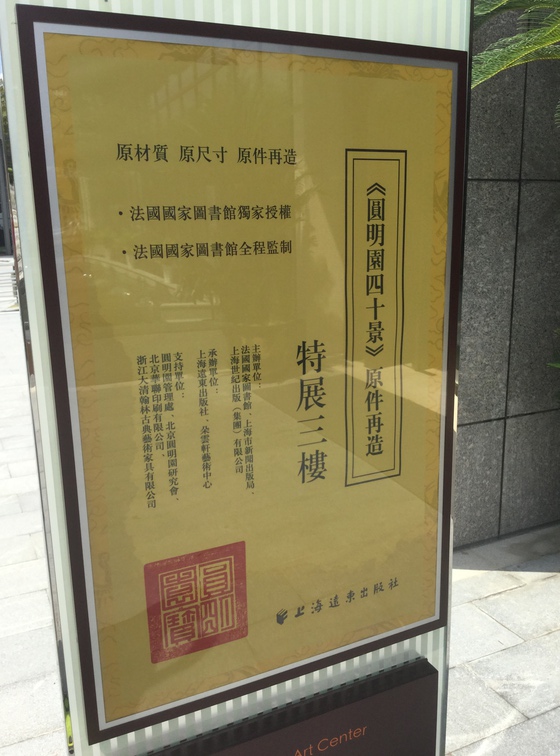 原材質 原尺寸 原件再造
・法國國家圖書館獨家授權
・法國國家圖書館全程監制
《圓明園四十景》原件再造
特展三樓
主辦單位：
法國國家圖書館、上海市新聞出版局、
上海世紀出版（集團）有限公司
承辦單位：
上海遠東出版社、朵雲軒藝術中心
支持單位：
圓明園管理處、北京圓明園研究會、
北京華聯印刷有限公司、
浙江大清翰林古典藝術家具有限公司
上海遠東出版社
Art Center